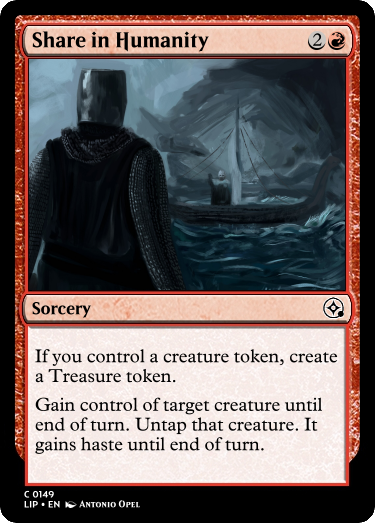 Share in Humanity 2
Sorcery
If you control a creature token, create
a Treasure token.
Gain control of target creature until
end of turn. Untap that creature. It
gains haste until end of turn.
C 0149
LIP • EN Antonio Opel